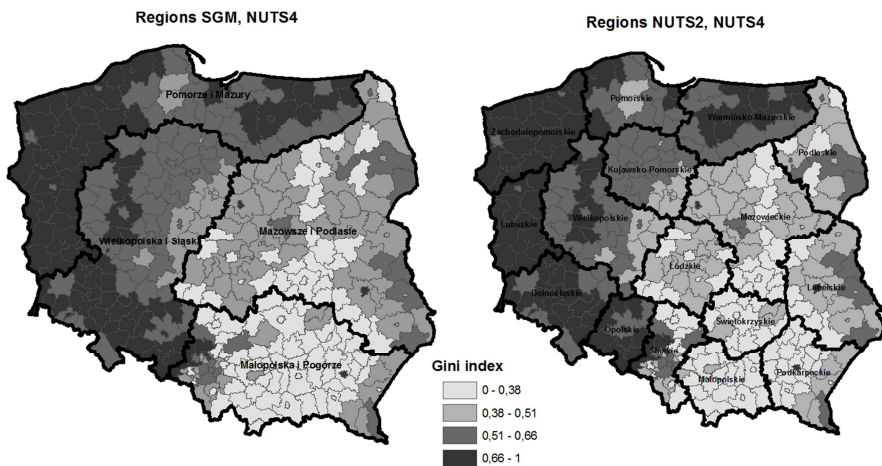 Regions SGM, NUTS4
Pomorze i Mazury
Wielkopolska i Śląsk
Mazowsze i Podlasie
Małopolska i Pogórze
Regions NUTS2, NUTS4
Pomorskie
Warmińsko-Mazurskie
Zachodniopomorskie
Podlaskie
Kujawsko-Pomorskie
Mazowieckie
Wielkopolskie
Lubuskie
Łódzkie
Lubelskie
Dolnośląskie
Świętokrzyskie
Opolskie
Śląskie
Małopolskie
Podkarpackie
Gini index
0 - 0,38
0,38 - 0,51
0,51 - 0,66
0,66 - 1